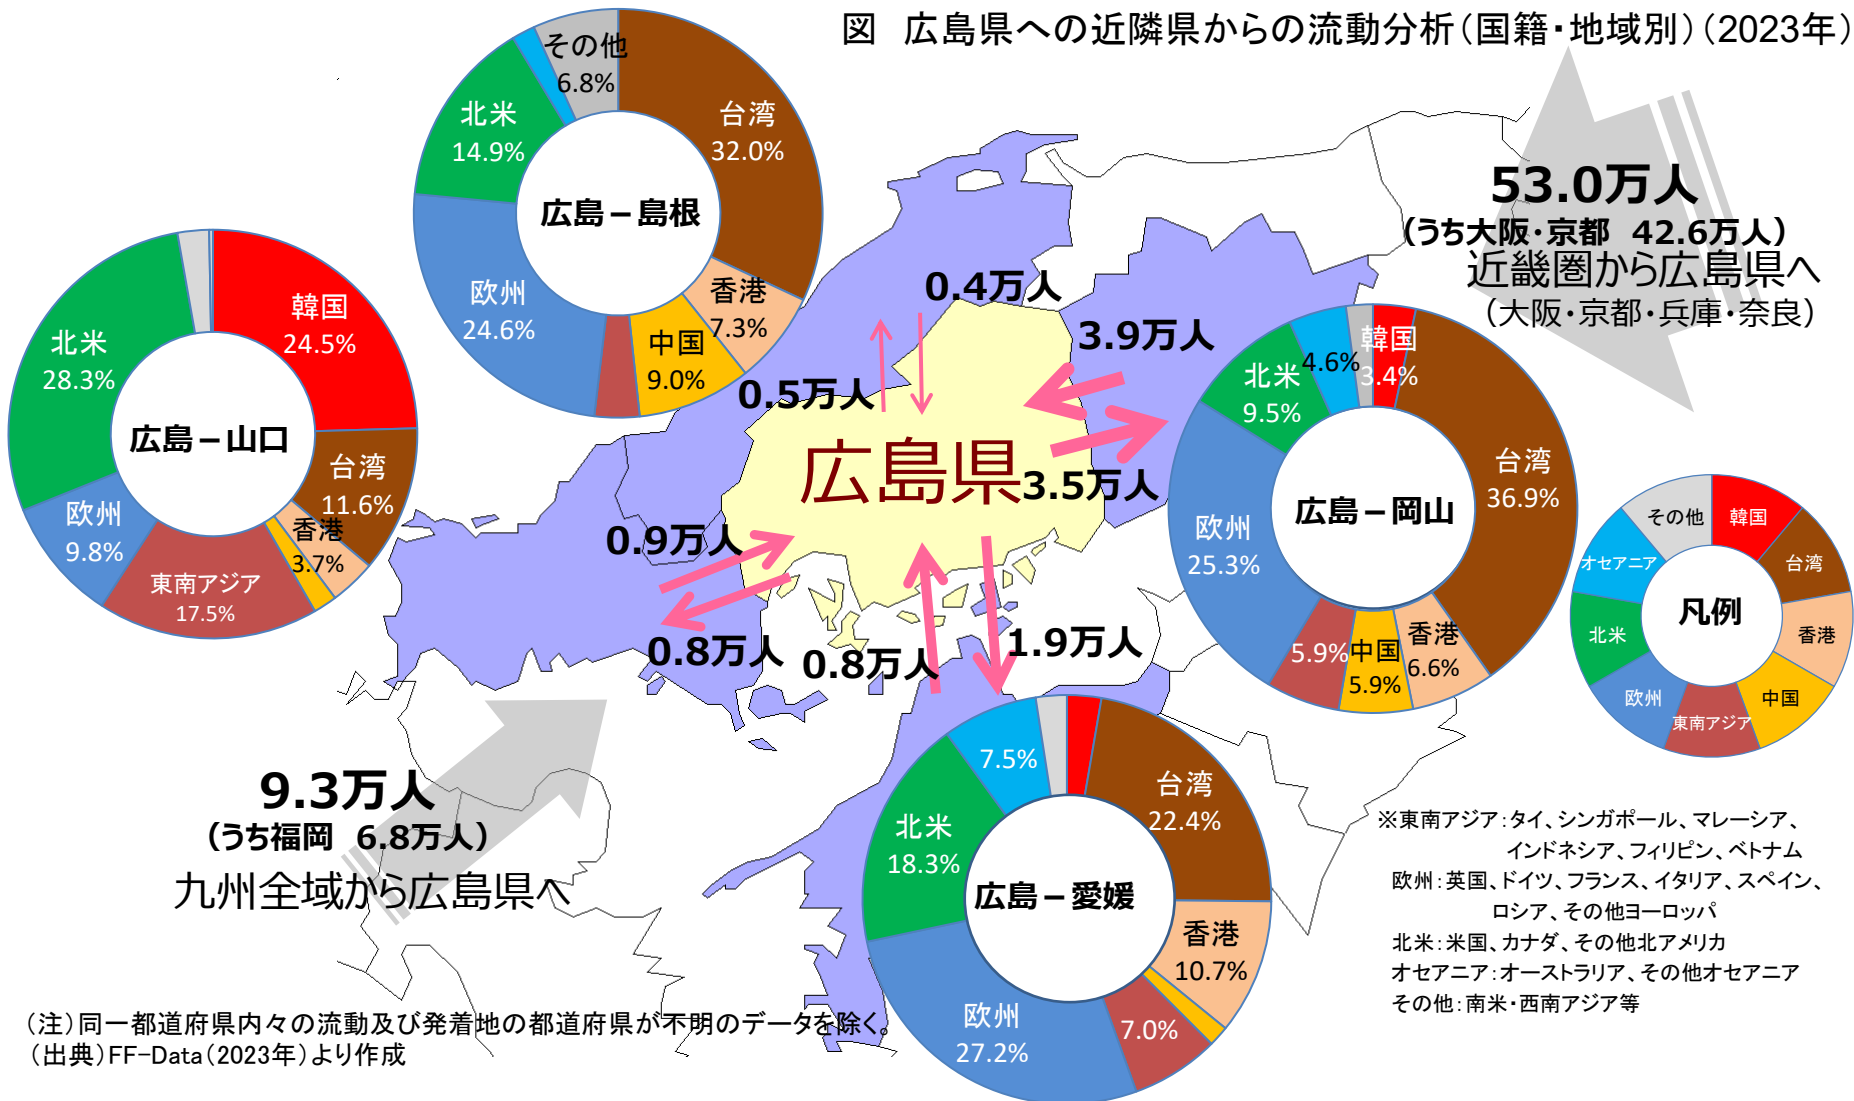 図 広島県への近隣県からの流動分析(国籍・地域別)(2023年)
その他
6.8%
北米
14.9%
台湾
32.0%
広島－島根
欧州
24.6%
香港
7.3%
中国
9.0%
53.0万人
(うち大阪・京都 42.6万人)
近畿圏から広島県へ
(大阪・京都・兵庫・奈良)
韓国
24.5%
北米
28.3%
広島－山口
台湾
11.6%
欧州
9.8%
香港
3.7%
東南アジア
17.5%
0.4万人
0.5万人
3.9万人
広島県
3.5万人
0.9万人
0.8万人
0.8万人
1.9万人
韓国
3.4%
4.6%
北米
9.5%
台湾
36.9%
広島－岡山
欧州
25.3%
5.9%
中国
5.9%
香港
6.6%
その他
韓国
オセアニア
台湾
凡例
北米
香港
欧州
中国
東南アジア
9.3万人
(うち福岡 6.8万人)
九州全域から広島県へ
7.5%
台湾
22.4%
北米
18.3%
広島－愛媛
香港
10.7%
欧州
27.2%
7.0%
※東南アジア:タイ、シンガポール、マレーシア、
インドネシア、フィリピン、ベトナム
欧州:英国、ドイツ、フランス、イタリア、スペイン、
ロシア、その他ヨーロッパ
北米:米国、カナダ、その他北アメリカ
オセアニア:オーストラリア、その他オセアニア
その他:南米・西南アジア等
(注)同一都道府県内々の流動及び発着地の都道府県が不明のデータを除く。
(出典)FF-Data(2023年)より作成